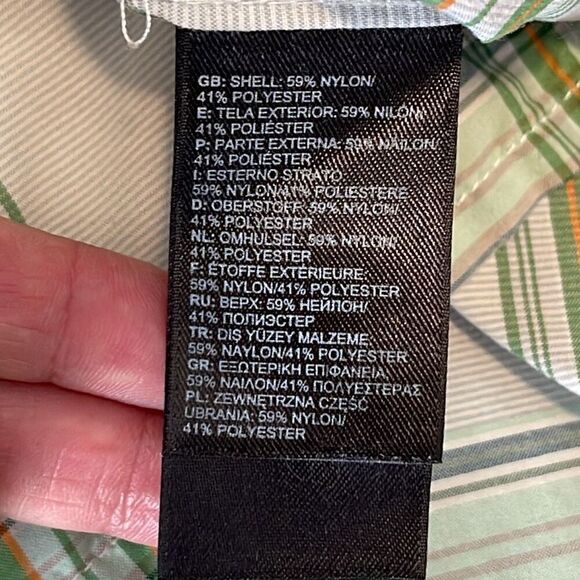 GB: SHELL: 59% NYLON/
41% POLYESTER
E: TELA EXTERIOR: 59% NILÓN/
41% POLIÉSTER
P: PARTE EXTERNA: 59% NÁILON/
41% POLIÉSTER
I: ESTERNO STRATO
59% NYLON/41% POLIESTERE
D: OBERSTOFF: 59% NYLON/
41% POLYESTER
NL: OMHULSEL: 59% NYLON/
41% POLYESTER
F: ÉTOFFE EXTÉRIEURE:
59% NYLON/41% POLYESTER
RU: ВЕРХ: 59% НЕЙЛОН/
41% ПОЛИЭСТЕР
TR: DIŞ YÜZEY MALZEME,
59% NAYLON/41% POLYESTER
GR: ΕΞΩΤΕΡΙΚΗ ΕΠΙΦΑΝΕΙΑ,
59% ΝΑΙΛΟΝ/41% ΠΟΛΥΕΣΤΕΡΑΣ
PL: ZEWNĘTRZNA CZĘŚĆ
UBRANIA: 59% NYLON/
41% POLYESTER